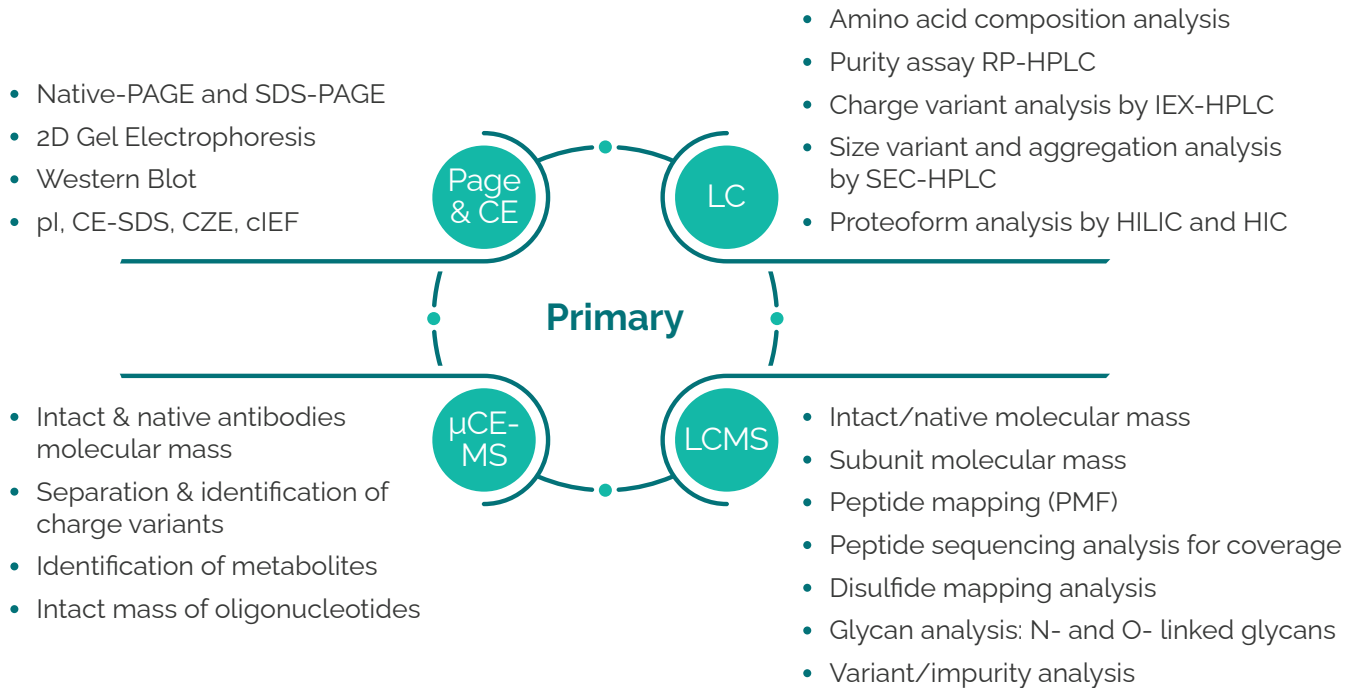 Native-PAGE and SDS-PAGE
2D Gel Electrophoresis
Western Blot
pI, CE-SDS, CZE, cIEF
Page
& CE
Amino acid composition analysis
Purity assay RP-HPLC
Charge variant analysis by IEX-HPLC
Size variant and aggregation analysis
by SEC-HPLC
Proteoform analysis by HILIC and HIC
LC
Primary
Intact & native antibodies
molecular mass
Separation & identification of
charge variants
Identification of metabolites
Intact mass of oligonucleotides
µCE-
MS
LCMS
Intact/native molecular mass
Subunit molecular mass
Peptide mapping (PMF)
Peptide sequencing analysis for coverage
Disulfide mapping analysis
Glycan analysis: N- and O- linked glycans
Variant/impurity analysis